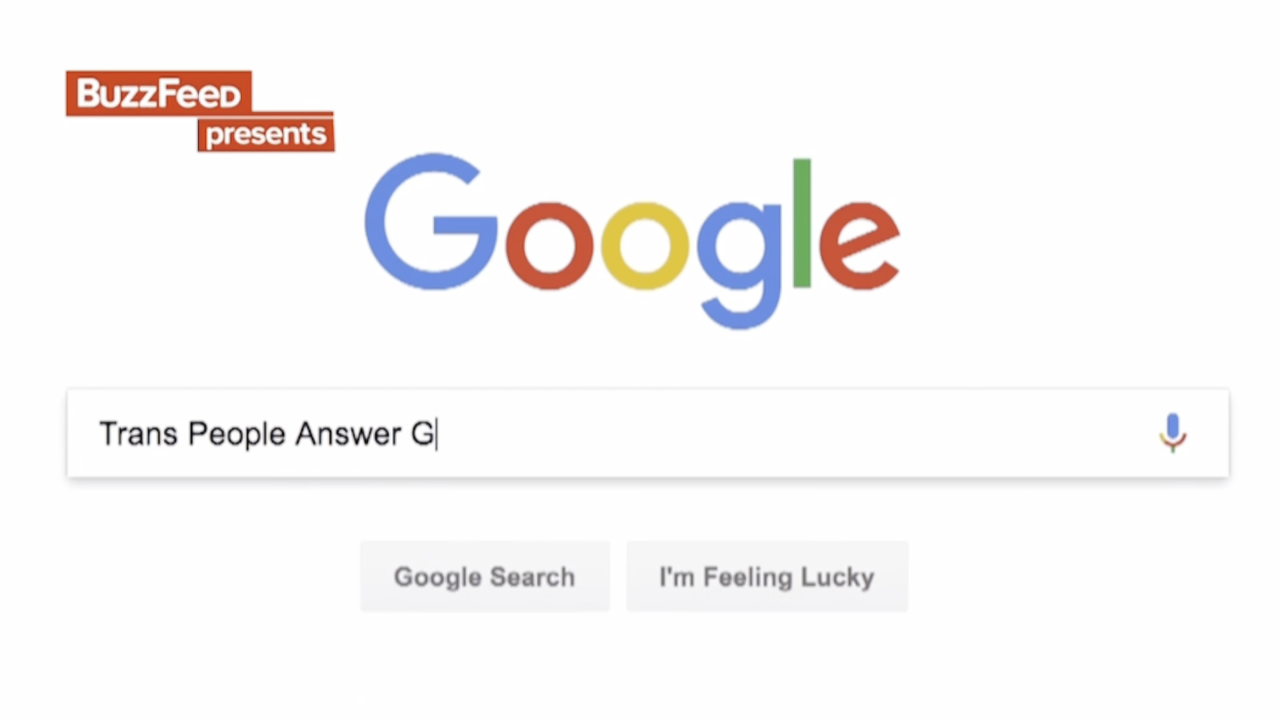 BuzzFeed
presents
Google
Trans People Answer G
Google Search
I'm Feeling Lucky